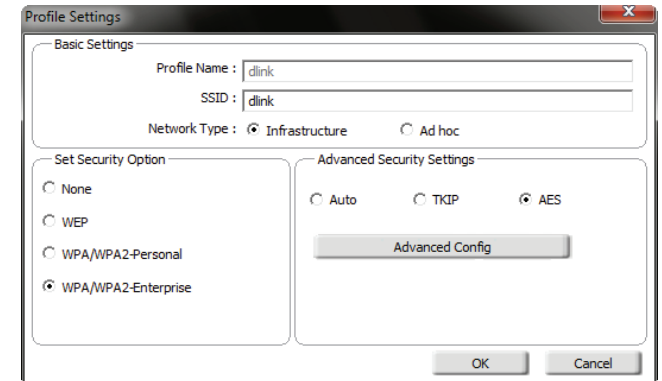 Profile Settings
Basic Settings
Profile Name : dlink
SSID : dlink
Network Type : Infrastructure Ad hoc
Set Security Option
None
WEP
WPA/WPA2-Personal
WPA/WPA2-Enterprise
Advanced Security Settings
Auto TKIP AES
Advanced Config
OK Cancel